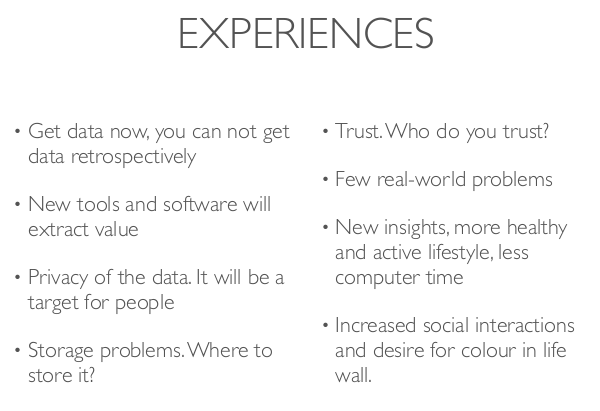 EXPERIENCES
• Get data now, you can not get
data retrospectively
• New tools and software will
extract value
• Privacy of the data. It will be a
target for people
• Storage problems. Where to
store it?
• Trust. Who do you trust?
• Few real-world problems
• New insights, more healthy
and active lifestyle, less
computer time
• Increased social interactions
and desire for colour in life
wall.